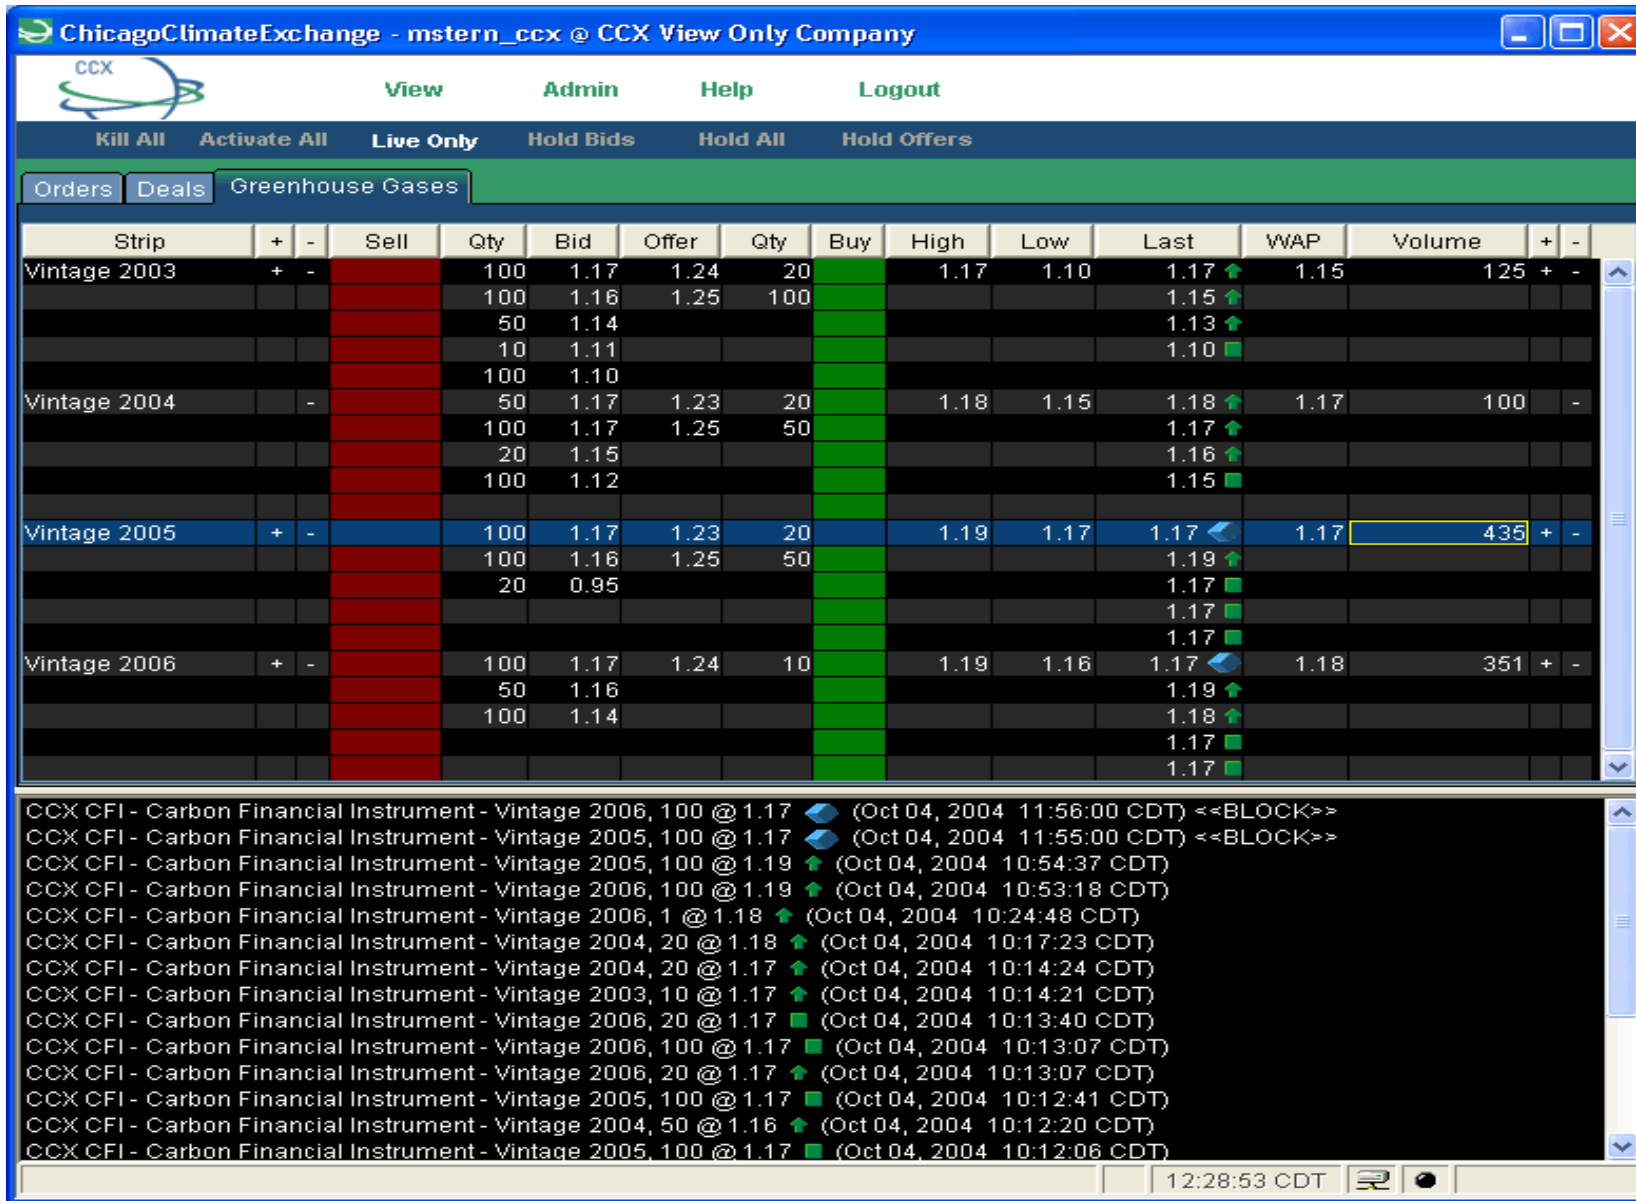 ChicagoClimateExchange - mstern_ccx @ CCX View Only Company
CCX
View Admin Help Logout
Kill All Activate All Live Only Hold Bids Hold All Hold Offers
Orders Deals Greenhouse Gases
Strip + - Sell Qty Bid Offer Qty Buy High Low Last WAP Volume + -
Vintage 2003 + - 100 1.17 1.24 20 1.17 1.10 1.17 1.15 125 + -
100 1.16 1.25 100 1.15
50 1.14 1.13
10 1.11 1.10
100 1.10
Vintage 2004 - 50 1.17 1.23 20 1.18 1.15 1.18 1.17 100 -
100 1.17 1.25 50 1.17
20 1.15 1.16
100 1.12 1.15
Vintage 2005 + - 100 1.17 1.23 20 1.19 1.17 1.17 1.17 435 + -
100 1.16 1.25 50 1.19
20 0.95 1.17
1.17
1.17
Vintage 2006 + - 100 1.17 1.24 10 1.19 1.16 1.17 1.18 351 + -
50 1.16 1.19
100 1.14 1.18
1.17
1.17
CCX CFI - Carbon Financial Instrument - Vintage 2006, 100 @ 1.17 (Oct 04, 2004 11:56:00 CDT) <<BLOCK>>
CCX CFI - Carbon Financial Instrument - Vintage 2005, 100 @ 1.17 (Oct 04, 2004 11:55:00 CDT) <<BLOCK>>
CCX CFI - Carbon Financial Instrument - Vintage 2005, 100 @ 1.19 (Oct 04, 2004 10:54:37 CDT)
CCX CFI - Carbon Financial Instrument - Vintage 2006, 100 @ 1.19 (Oct 04, 2004 10:53:18 CDT)
CCX CFI - Carbon Financial Instrument - Vintage 2006, 1 @ 1.18 (Oct 04, 2004 10:24:48 CDT)
CCX CFI - Carbon Financial Instrument - Vintage 2004, 20 @ 1.18 (Oct 04, 2004 10:17:23 CDT)
CCX CFI - Carbon Financial Instrument - Vintage 2004, 20 @ 1.17 (Oct 04, 2004 10:14:24 CDT)
CCX CFI - Carbon Financial Instrument - Vintage 2003, 10 @ 1.17 (Oct 04, 2004 10:14:21 CDT)
CCX CFI - Carbon Financial Instrument - Vintage 2006, 20 @ 1.17 (Oct 04, 2004 10:13:40 CDT)
CCX CFI - Carbon Financial Instrument - Vintage 2006, 100 @ 1.17 (Oct 04, 2004 10:13:07 CDT)
CCX CFI - Carbon Financial Instrument - Vintage 2006, 20 @ 1.17 (Oct 04, 2004 10:13:07 CDT)
CCX CFI - Carbon Financial Instrument - Vintage 2005, 100 @ 1.17 (Oct 04, 2004 10:12:41 CDT)
CCX CFI - Carbon Financial Instrument - Vintage 2004, 50 @ 1.16 (Oct 04, 2004 10:12:20 CDT)
CCX CFI - Carbon Financial Instrument - Vintage 2005, 100 @ 1.17 (Oct 04, 2004 10:12:06 CDT)
12:28:53 CDT